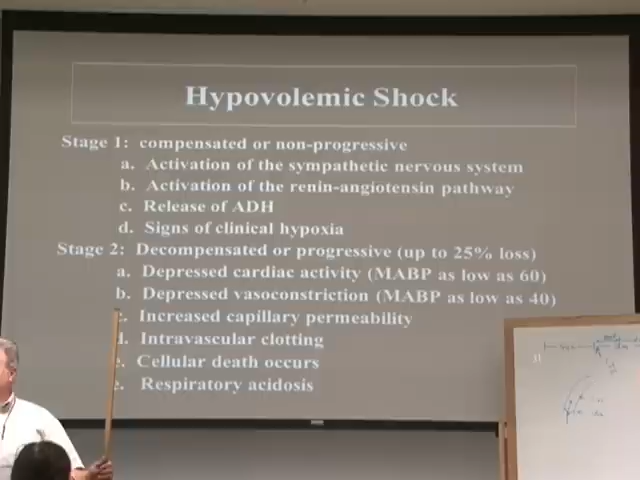 Hypovolemic Shock
Stage 1: compensated or non-progressive
a. Activation of the sympathetic nervous system
b. Activation of the renin-angiotensin pathway
c. Release of ADH
d. Signs of clinical hypoxia
Stage 2: Decompensated or progressive (up to 25% loss)
a. Depressed cardiac activity (MABP as low as 60)
b. Depressed vasoconstriction (MABP as low as 40)
c. Increased capillary permeability
d. Intravascular clotting
e. Cellular death occurs
e. Respiratory acidosis